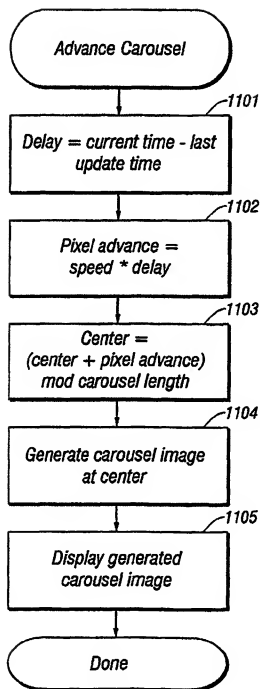 Advance Carousel
1101
Delay = current time - last
update time
1102
Pixel advance =
speed * delay
1103
Center =
(center + pixel advance)
mod carousel length
1104
Generate carousel image
at center
1105
Display generated
carousel image
Done